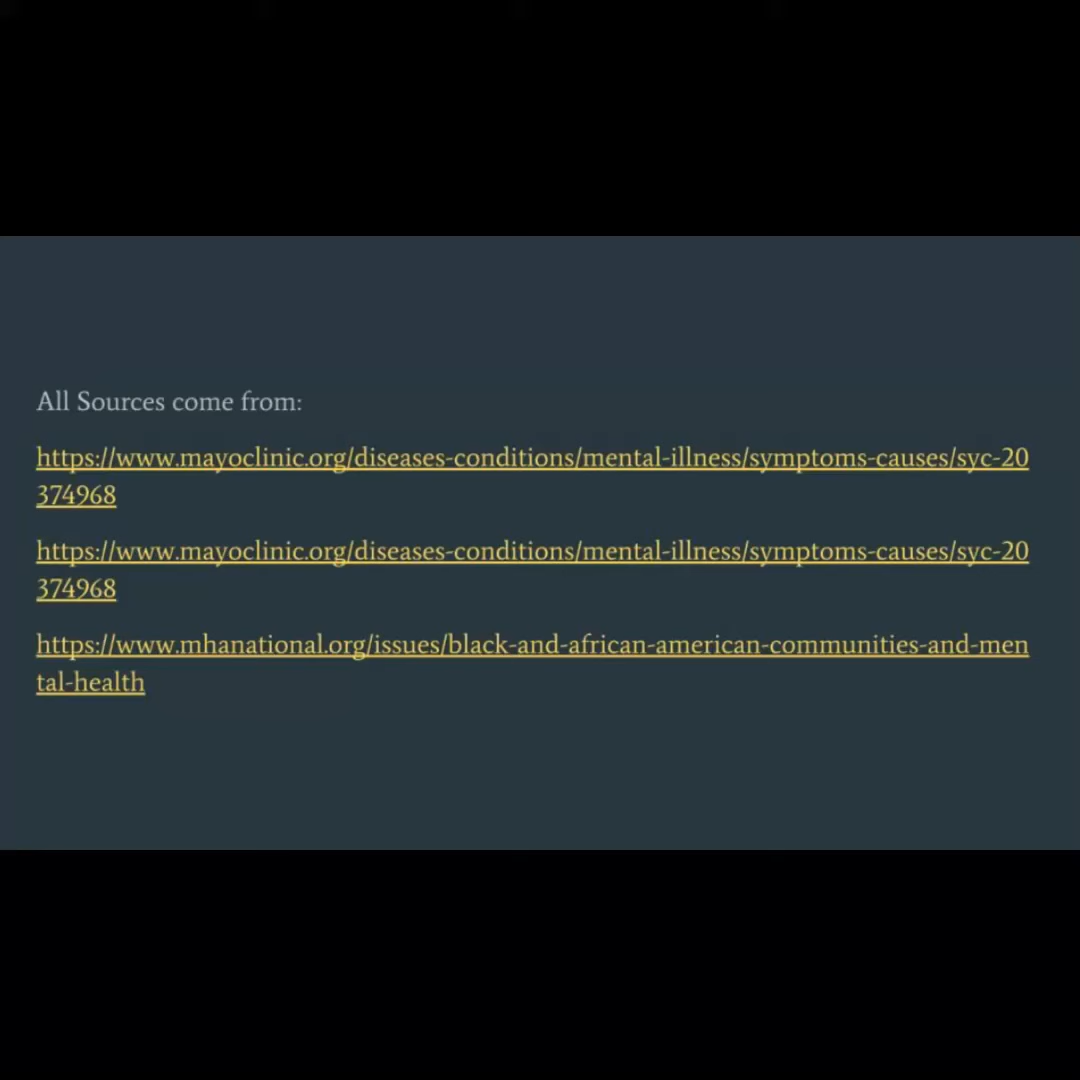 All Sources come from:
https://www.mayoclinic.org/diseases-conditions/mental-illness/symptoms-causes/syc-20
374968
https://www.mayoclinic.org/diseases-conditions/mental-illness/symptoms-causes/syc-20
374968
https://www.mhanational.org/issues/black-and-african-american-communities-and-men
tal-health